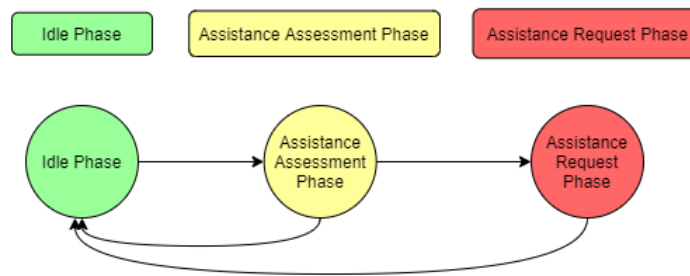 Idle Phase
Assistance Assessment Phase
Assistance Request Phase
Idle Phase
Assistance
Assessment
Phase
Assistance
Request
Phase